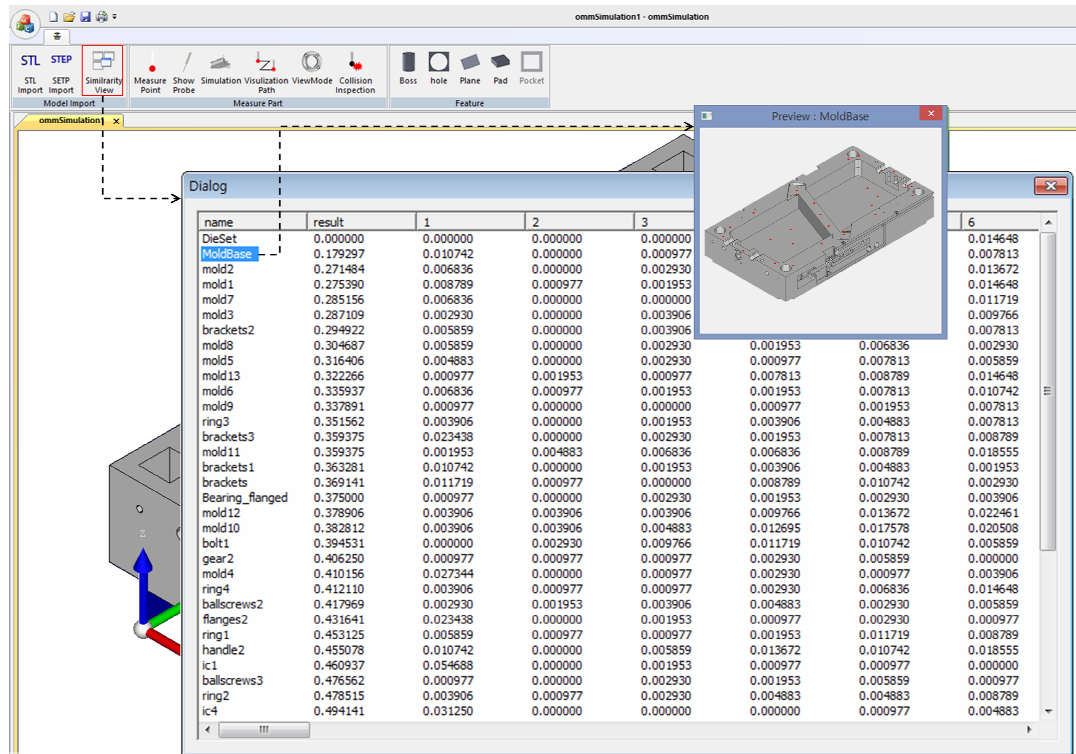 ommSimulation1 - ommSimulation
홈
STL STEP
STL Import SETP Import Similrarity View Measure Point Show Probe Simulation Visulization Path ViewMode Collision Inspection Boss hole Plane Pad Pocket
Model Import Measure Part Feature
ommSimulation1
Preview : MoldBase
Dialog
name result 1 2 3 6
DieSet 0.000000 0.000000 0.000000 0.000000 0.014648
MoldBase 0.179297 0.010742 0.000000 0.000977 0.007813
mold2 0.271484 0.006836 0.000000 0.002930 0.013672
mold1 0.275390 0.008789 0.000977 0.001953 0.014648
mold7 0.285156 0.006836 0.000000 0.000000 0.011719
mold3 0.287109 0.002930 0.000000 0.003906 0.009766
brackets2 0.294922 0.005859 0.000000 0.003906 0.007813
mold8 0.304687 0.005859 0.000000 0.002930 0.001953 0.006836 0.002930
mold5 0.316406 0.004883 0.000000 0.002930 0.000977 0.007813 0.005859
mold13 0.322266 0.000977 0.001953 0.000977 0.007813 0.008789 0.014648
mold6 0.335937 0.006836 0.000977 0.001953 0.001953 0.007813 0.010742
mold9 0.337891 0.000977 0.000000 0.000000 0.000977 0.001953 0.007813
ring3 0.351562 0.003906 0.000000 0.001953 0.003906 0.004883 0.007813
brackets3 0.359375 0.023438 0.000000 0.002930 0.001953 0.007813 0.008789
mold11 0.359375 0.001953 0.004883 0.006836 0.006836 0.008789 0.018555
brackets1 0.363281 0.010742 0.000000 0.001953 0.003906 0.004883 0.001953
brackets 0.369141 0.011719 0.000977 0.000000 0.008789 0.010742 0.002930
Bearing_flanged 0.375000 0.000977 0.000000 0.002930 0.001953 0.002930 0.003906
mold12 0.378906 0.003906 0.003906 0.003906 0.009766 0.013672 0.022461
mold10 0.382812 0.003906 0.003906 0.004883 0.012695 0.017578 0.020508
bolt1 0.394531 0.000000 0.002930 0.009766 0.011719 0.010742 0.005859
gear2 0.406250 0.000977 0.000977 0.000977 0.002930 0.005859 0.000000
mold4 0.410156 0.027344 0.000000 0.000977 0.002930 0.000977 0.003906
ring4 0.412110 0.003906 0.000977 0.000977 0.002930 0.006836 0.014648
ballscrews2 0.417969 0.002930 0.001953 0.003906 0.004883 0.002930 0.005859
flanges2 0.431641 0.023438 0.000000 0.001953 0.000977 0.002930 0.000977
ring1 0.453125 0.005859 0.000977 0.000977 0.001953 0.011719 0.008789
handle2 0.455078 0.010742 0.000000 0.005859 0.013672 0.010742 0.018555
ic1 0.460937 0.054688 0.000000 0.001953 0.000977 0.000977 0.000000
ballscrews3 0.476562 0.000977 0.000000 0.002930 0.001953 0.005859 0.000977
ring2 0.478515 0.003906 0.000977 0.002930 0.004883 0.004883 0.008789
ic4 0.494141 0.031250 0.000000 0.000000 0.000000 0.000977 0.004883
Z